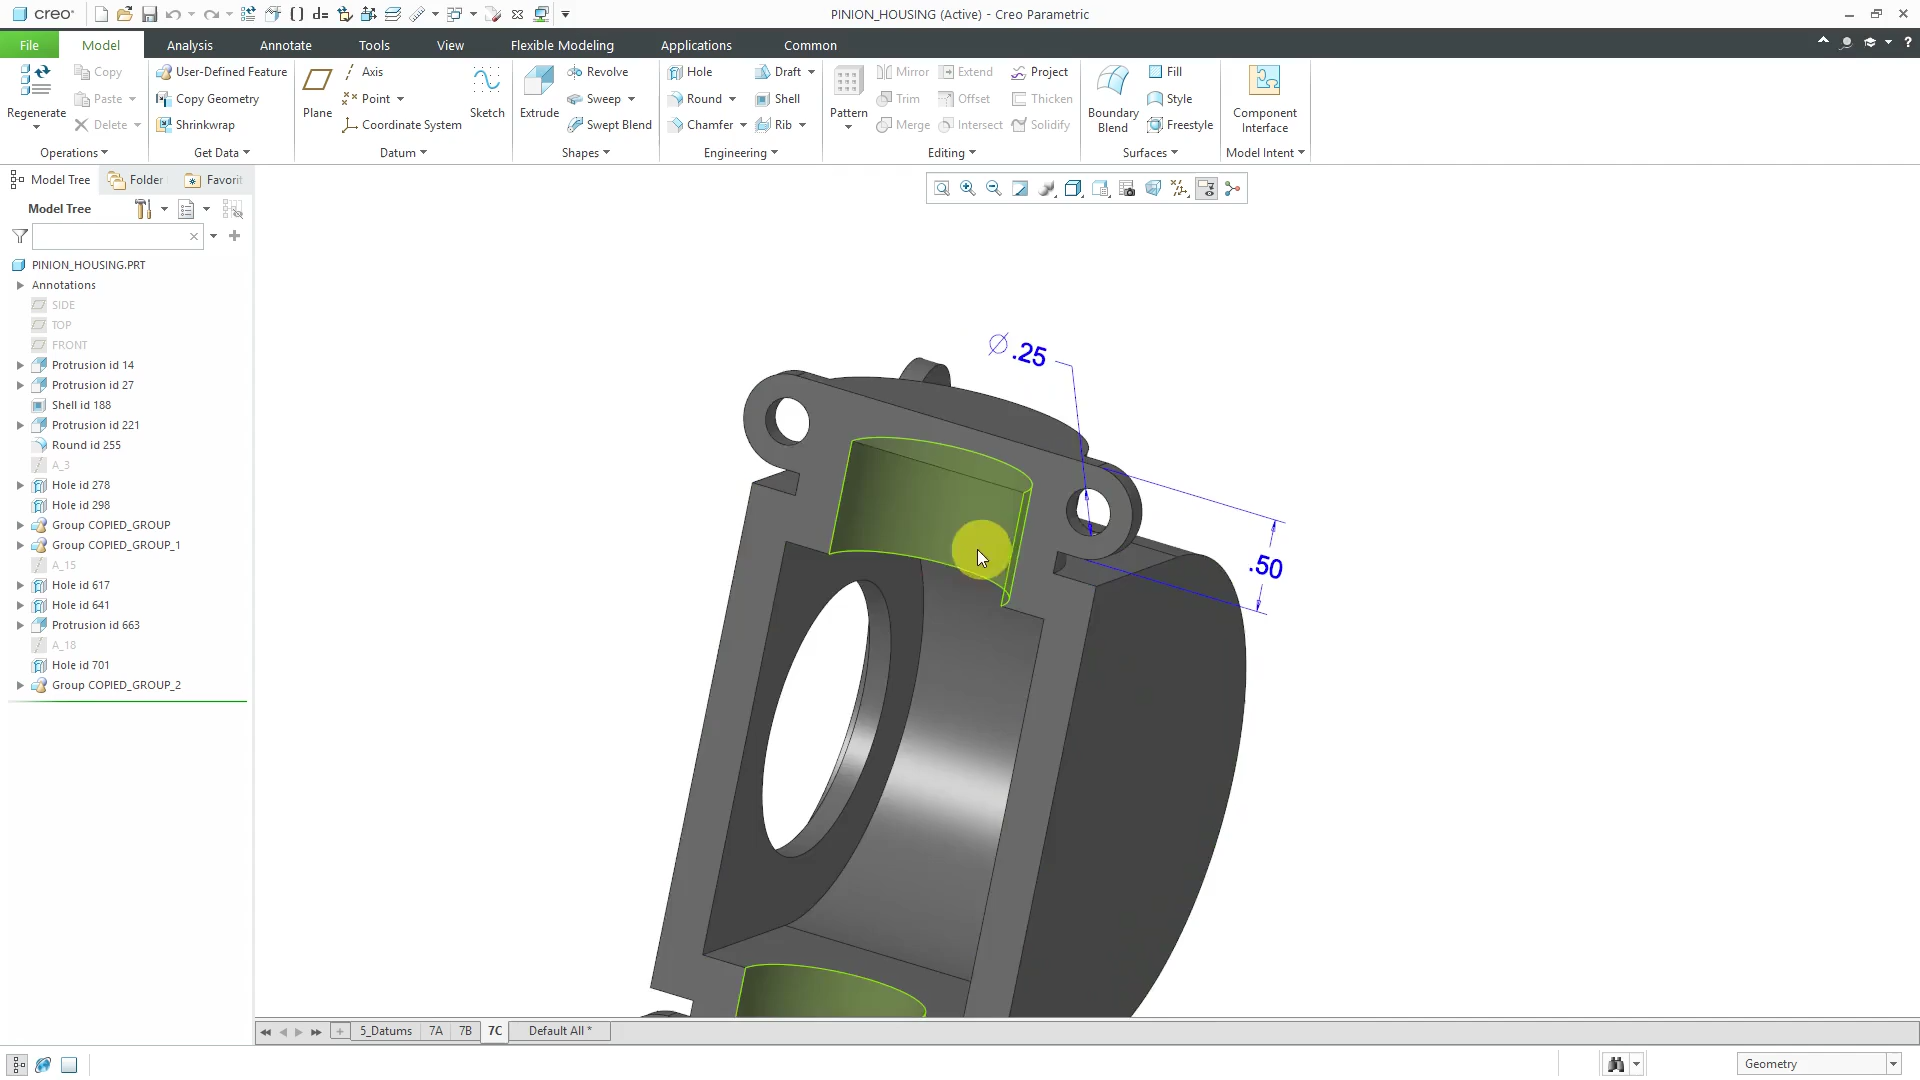 creo
PINION_HOUSING (Active) - Creo Parametric
File Model Analysis Annotate Tools View Flexible Modeling Applications Common
Regenerate
Copy
Paste
Delete
Operations
User-Defined Feature
Copy Geometry
Shrinkwrap
Get Data
Plane
Axis
Point
Coordinate System
Sketch
Datum
Extrude
Revolve
Sweep
Swept Blend
Shapes
Hole
Round
Chamfer
Draft
Shell
Rib
Engineering
Pattern
Mirror
Trim
Merge
Extend
Offset
Intersect
Project
Thicken
Solidify
Editing
Boundary
Blend
Fill
Style
Freestyle
Surfaces
Component
Interface
Model Intent
Model Tree Folder Favorit
Model Tree
PINION_HOUSING.PRT
Annotations
SIDE
TOP
FRONT
Protrusion id 14
Protrusion id 27
Shell id 188
Protrusion id 221
Round id 255
A_3
Hole id 278
Hole id 298
Group COPIED_GROUP
Group COPIED_GROUP_1
A_15
Hole id 617
Hole id 641
Protrusion id 663
A_18
Hole id 701
Group COPIED_GROUP_2
∅ .25
.50
5_Datums 7A 7B 7C Default All *
Geometry